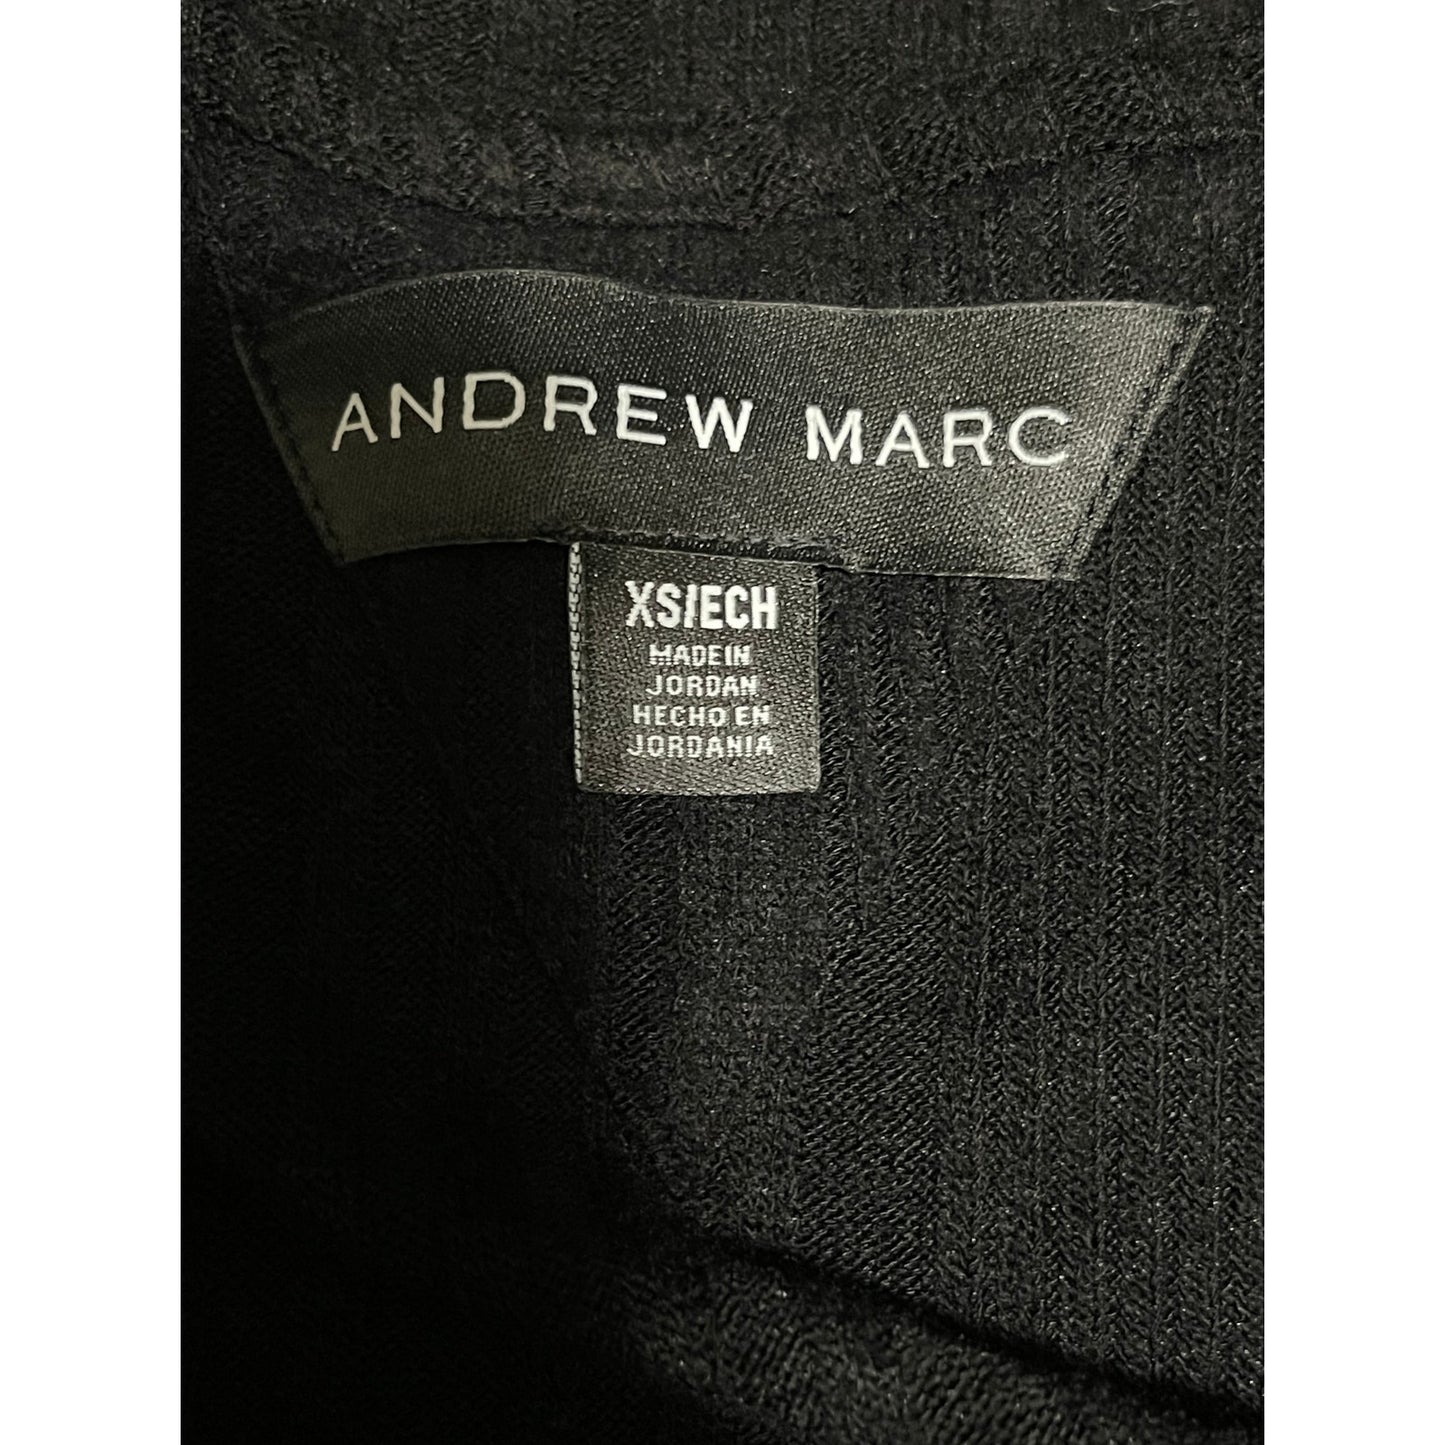 ANDREW MARC
XS/ECH
MADE IN
JORDAN
HECHO EN
JORDANIA